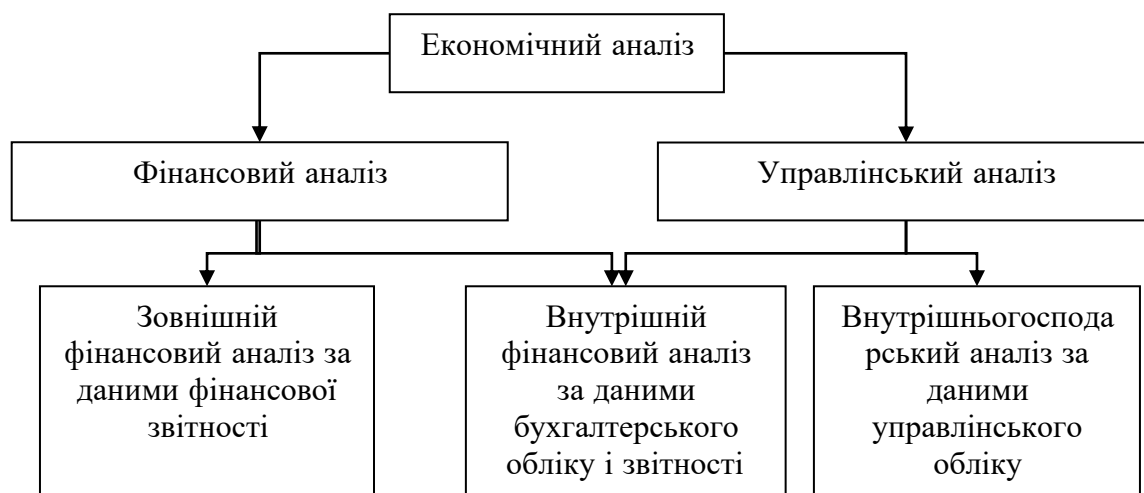 Економічний аналіз
Фінансовий аналіз
Управлінський аналіз
Зовнішній
фінансовий аналіз за
даними фінансової
звітності
Внутрішній
фінансовий аналіз
за даними
бухгалтерського
обліку і звітності
Внутрішньогоспода
рський аналіз за
даними
управлінського
обліку